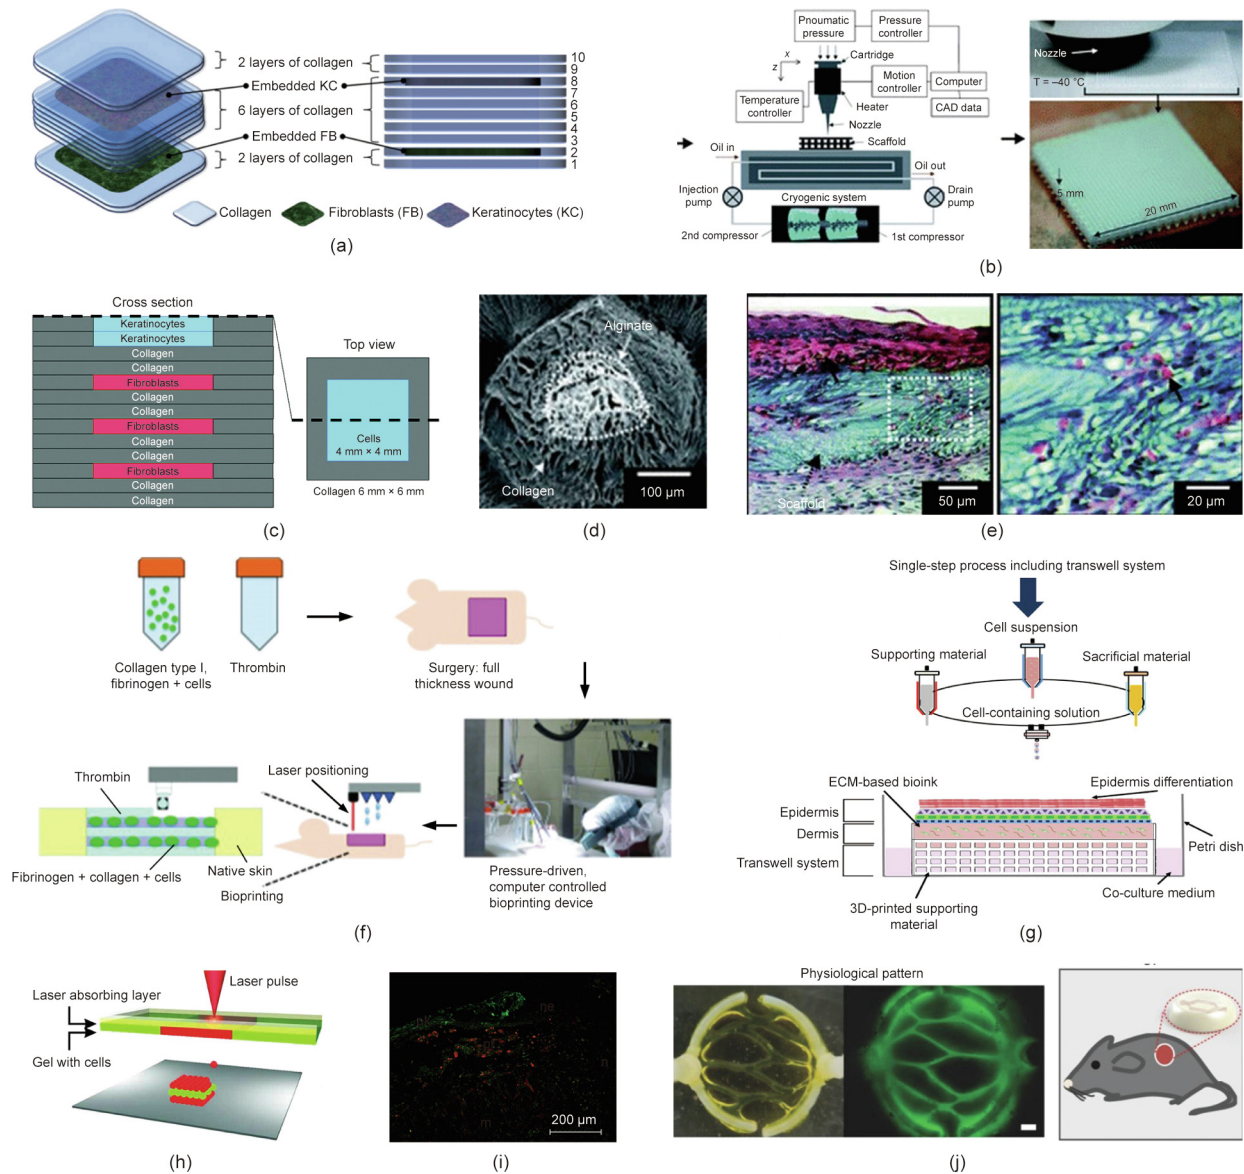 2 layers of collagen
Embedded KC
6 layers of collagen
Embedded FB
2 layers of collagen
10
9
8
7
6
5
4
3
2
1
Collagen
Fibroblasts (FB)
Keratinocytes (KC)
(a)
Pneumatic
pressure
Pressure
controller
x
z
Cartridge
Motion
controller
Computer
Temperature
controller
Heater
CAD data
Nozzle
Scaffold
Oil in
Oil out
Injection
pump
Drain
pump
Cryogenic system
2nd compressor
1st compressor
Nozzle
T = –40 °C
5 mm
20 mm
(b)
Cross section
Keratinocytes
Keratinocytes
Collagen
Collagen
Fibroblasts
Collagen
Collagen
Fibroblasts
Collagen
Collagen
Fibroblasts
Collagen
Collagen
Top view
Cells
4 mm × 4 mm
Collagen 6 mm × 6 mm
(c)
Alginate
Collagen
100 µm
(d)
Scaffold
50 µm
20 µm
(e)
Collagen type I,
fibrinogen + cells
Thrombin
Surgery: full
thickness wound
Thrombin
Laser positioning
Native skin
Fibrinogen + collagen + cells
Bioprinting
Pressure-driven,
computer controlled
bioprinting device
(f)
Single-step process including transwell system
Cell suspension
Supporting material
Sacrificial material
Cell-containing solution
ECM-based bioink
Epidermis differentiation
Epidermis
Dermis
Transwell system
Petri dish
Co-culture medium
3D-printed supporting
material
(g)
Laser pulse
Laser absorbing layer
Gel with cells
(h)
ne
n
m
200 µm
(i)
Physiological pattern
(j)